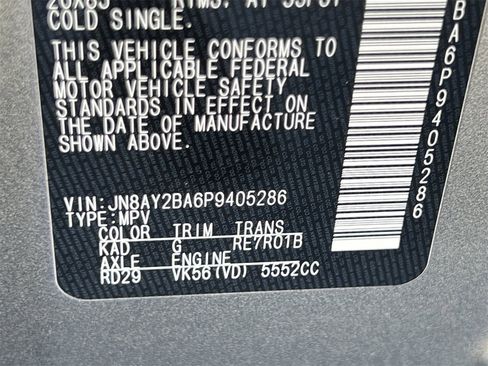 COLD SINGLE.
THIS VEHICLE CONFORMS TO
ALL APPLICABLE FEDERAL
MOTOR VEHICLE SAFETY
STANDARDS IN EFFECT ON
THE DATE OF MANUFACTURE
SHOWN ABOVE.
VIN:JN8AY2BA6P9405286
TYPE:MPV
COLOR TRIM TRANS
KAD G RE7R01B
AXLE ENGINE
RD29 VK56(VD) 5552CC
BA6P9405286